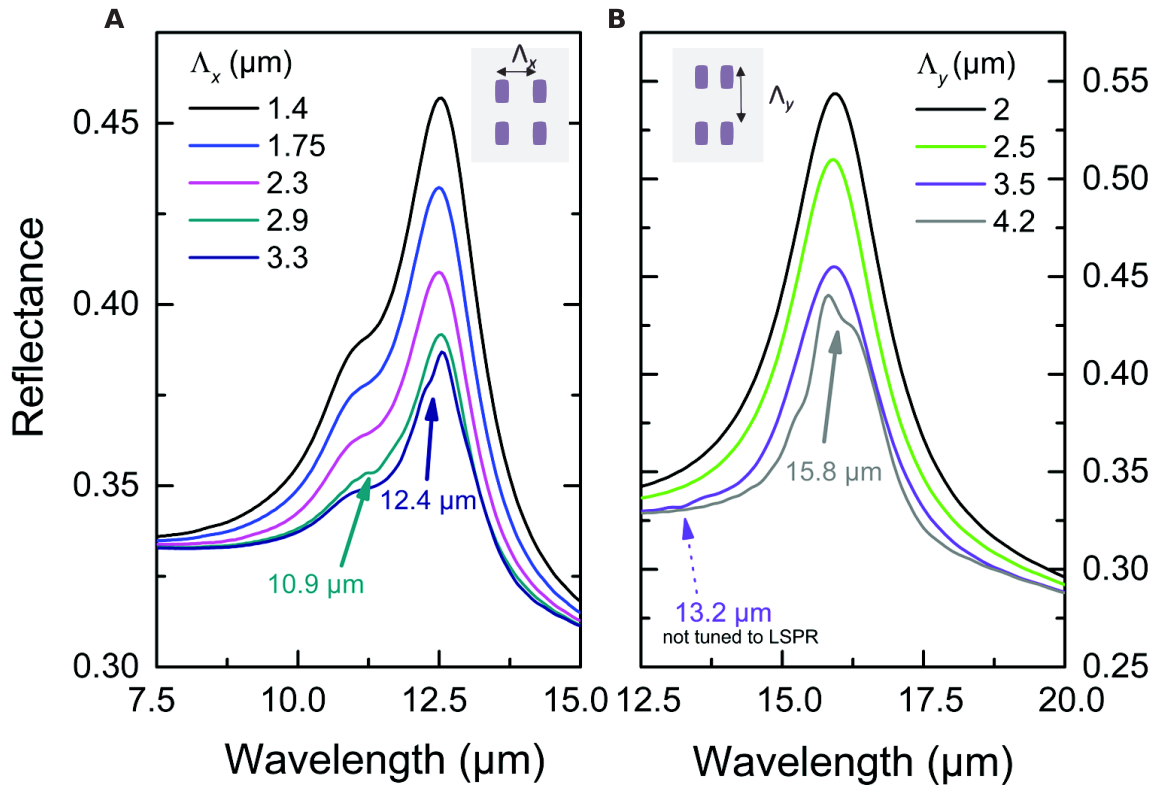 A
B
Λx (μm)
1.4
1.75
2.3
2.9
3.3
Λx
Λy
Λy (μm)
2
2.5
3.5
4.2
0.45
0.40
0.35
0.30
Reflectance
0.55
0.50
0.45
0.40
0.35
0.30
0.25
12.4 μm
10.9 μm
15.8 μm
13.2 μm
not tuned to LSPR
7.5 10.0 12.5 15.0
12.5 15.0 17.5 20.0
Wavelength (μm)
Wavelength (μm)